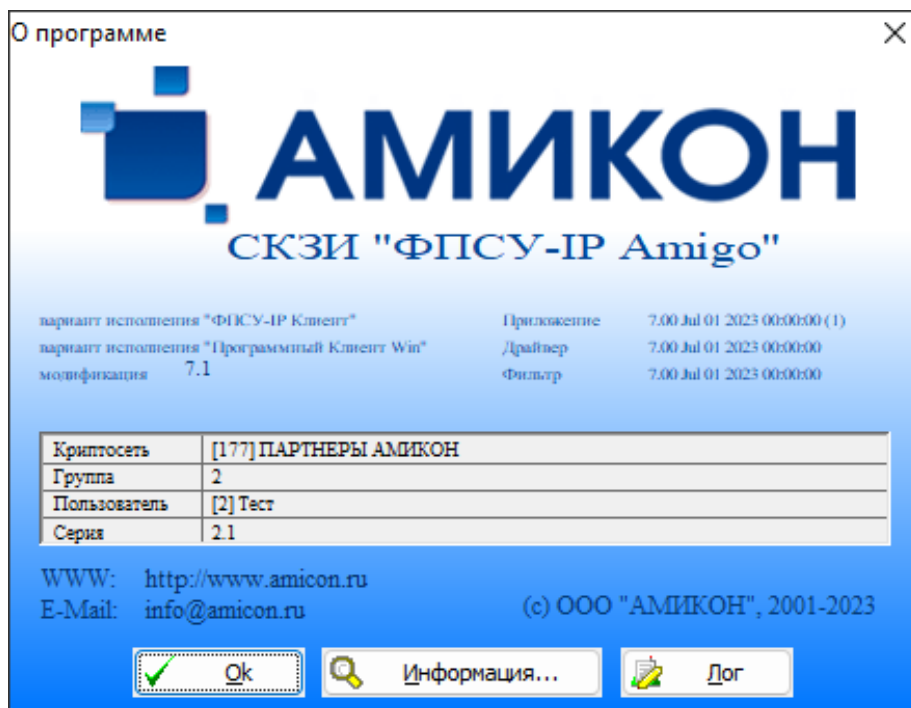 О программе
АМИКОН
СКЗИ "ФПСУ-IP Amigo"
вариант исполнения "ФПСУ-IP Клиент" Приложение 7.00 Jul 01 2023 00:00:00 (1)
вариант исполнения "Программный Клиент Win" Драйвер 7.00 Jul 01 2023 00:00:00
модификация 7.1 Фильтр 7.00 Jul 01 2023 00:00:00
Криптосеть [177] ПАРТНЕРЫ АМИКОН
Группа 2
Пользователь [2] Тест
Серия 2.1
WWW: http://www.amicon.ru
E-Mail: info@amicon.ru (c) ООО "АМИКОН", 2001-2023
Ok Информация... Лог